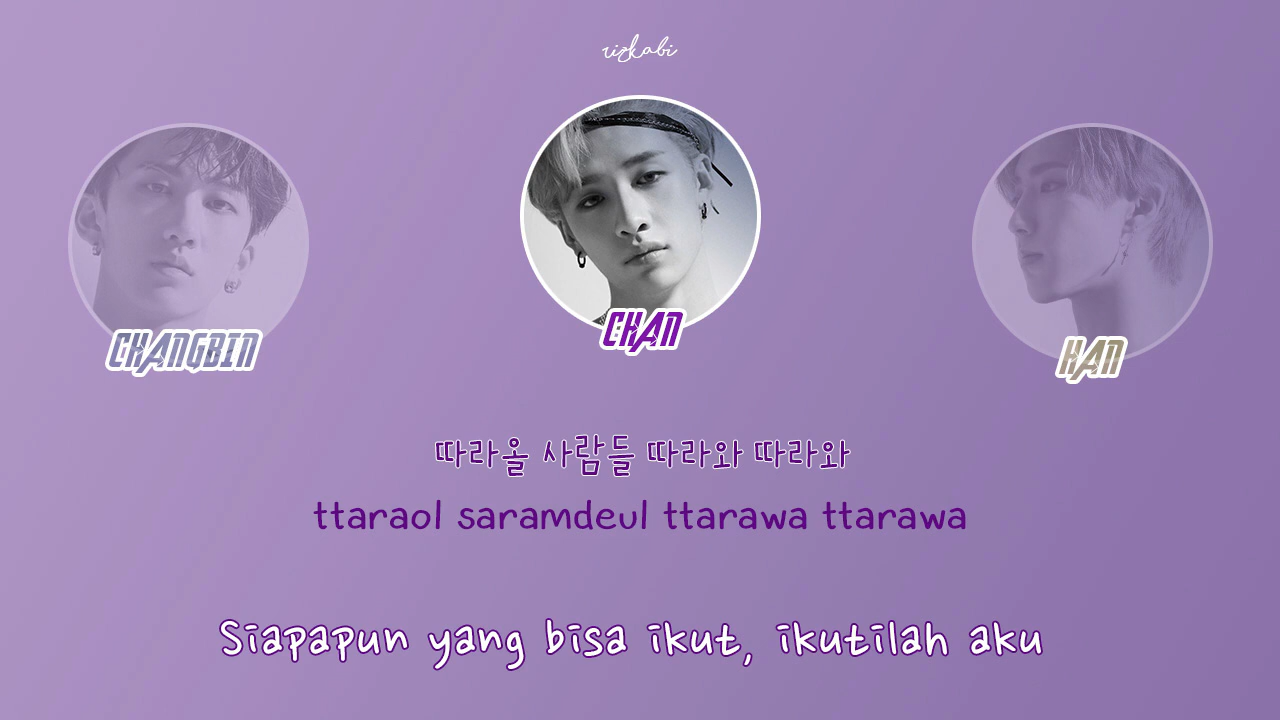 rizkabi
CHANGBIN
CHAN
HAN
따라올 사람들 따라와 따라와
ttaraol saramdeul ttarawa ttarawa
Siapapun yang bisa ikut, ikutilah aku